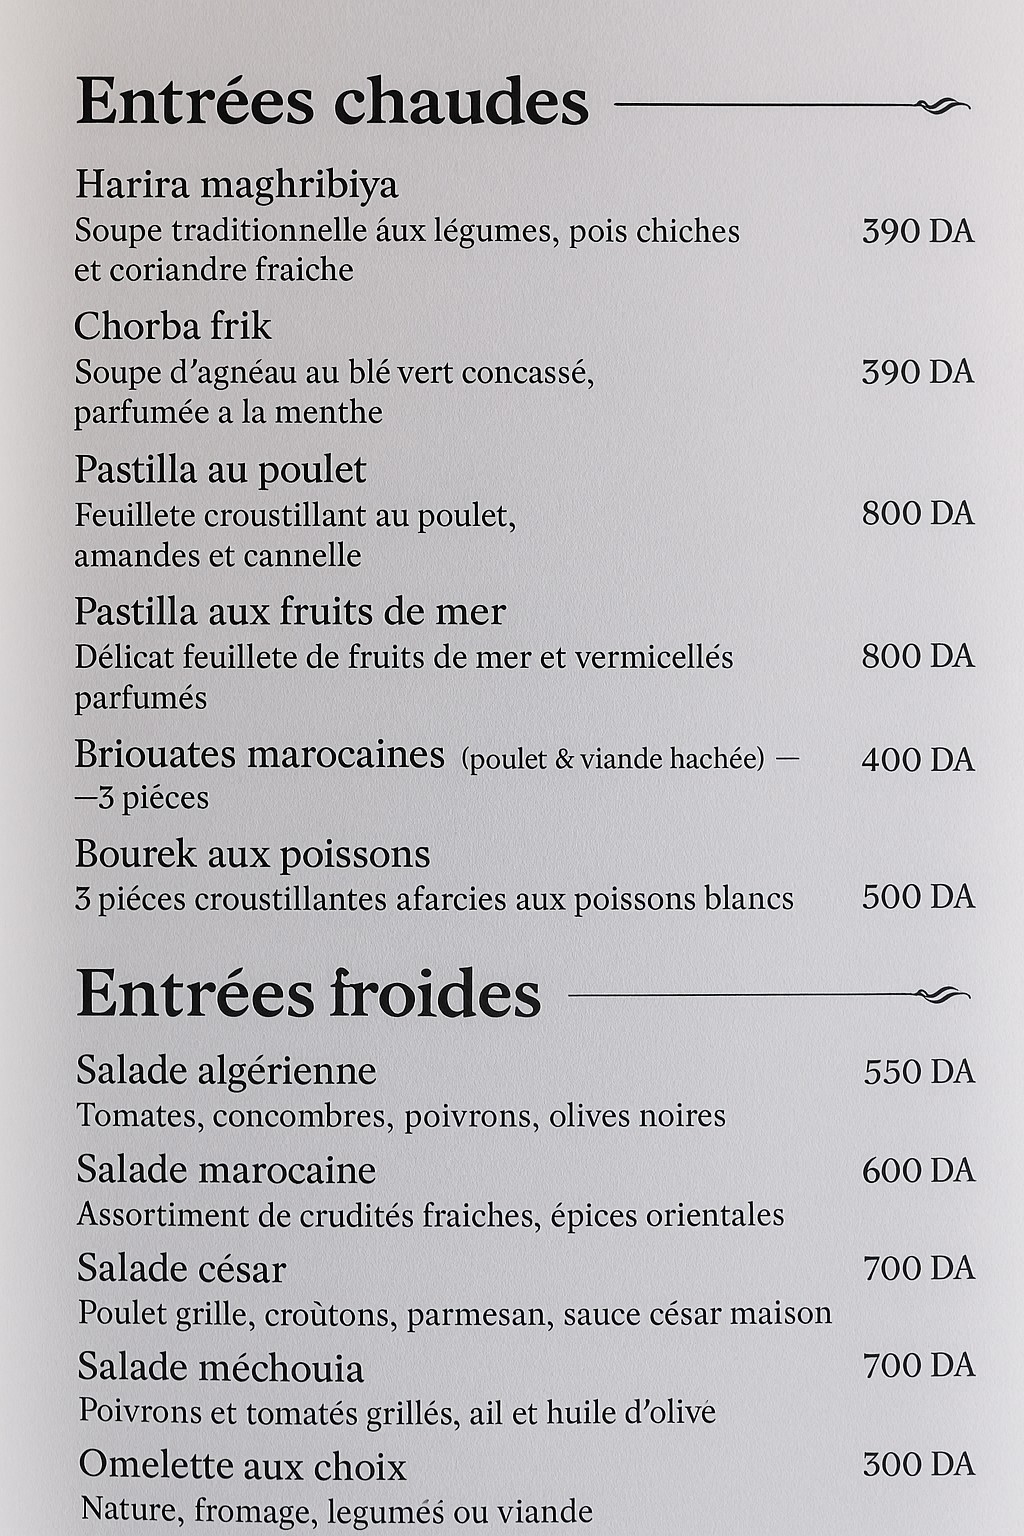 Entrées chaudes
Harira maghribiya
Soupe traditionnelle áux légumes, pois chiches 390 DA
et coriandre fraiche
Chorba frik
Soupe d’agnéau au blé vert concassé, 390 DA
parfumée a la menthe
Pastilla au poulet
Feuillete croustillant au poulet, 800 DA
amandes et cannelle
Pastilla aux fruits de mer
Délicat feuillete de fruits de mer et vermicellés 800 DA
parfumés
Briouates marocaines (poulet & viande hachée) — 400 DA
—3 piéces
Bourek aux poissons
3 piéces croustillantes afarcies aux poissons blancs 500 DA
Entrées froides
Salade algérienne 550 DA
Tomates, concombres, poivrons, olives noires
Salade marocaine 600 DA
Assortiment de crudités fraiches, épices orientales
Salade césar 700 DA
Poulet grille, croùtons, parmesan, sauce césar maison
Salade méchouia 700 DA
Poivrons et tomatés grillés, ail et huile d’olivé
Omelette aux choix 300 DA
Nature, fromage, legumés ou viande